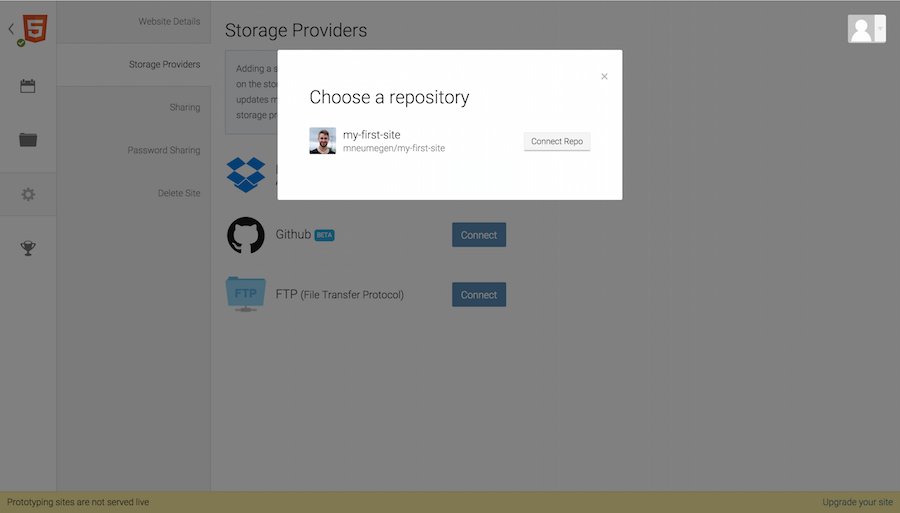 Website Details
Storage Providers
Sharing
Password Sharing
Delete Site
Storage Providers
Adding a s
on the sto
updates m
storage pr
Choose a repository
×
my-first-site
mneumegen/my-first-site
Connect Repo
Github BETA
Connect
FTP
FTP (File Transfer Protocol)
Connect
Prototyping sites are not served live
Upgrade your site